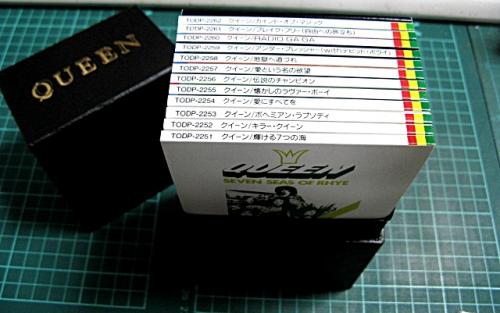 QUEEN
TODP-2262 クイーン/カインド・オブ・マジック
TODP-2261 クイーン/ブレイク・フリー(自由への旅立ち)
TODP-2260 クイーン/RADIO GA GA
TODP-2259 クイーン/アンダー・プレッシャー(withデビット・ボウイ)
TODP-2258 クイーン/地獄へ道づれ
TODP-2257 クイーン/愛という名の欲望
TODP-2256 クイーン/伝説のチャンピオン
TODP-2255 クイーン/懐かしのラヴァー・ボーイ
TODP-2254 クイーン/愛にすべてを
TODP-2253 クイーン/ボヘミアン・ラプソディ
TODP-2252 クイーン/キラー・クイーン
TODP-2251 クイーン/輝ける7つの海
QUEEN
SEVEN SEAS OF RHYE